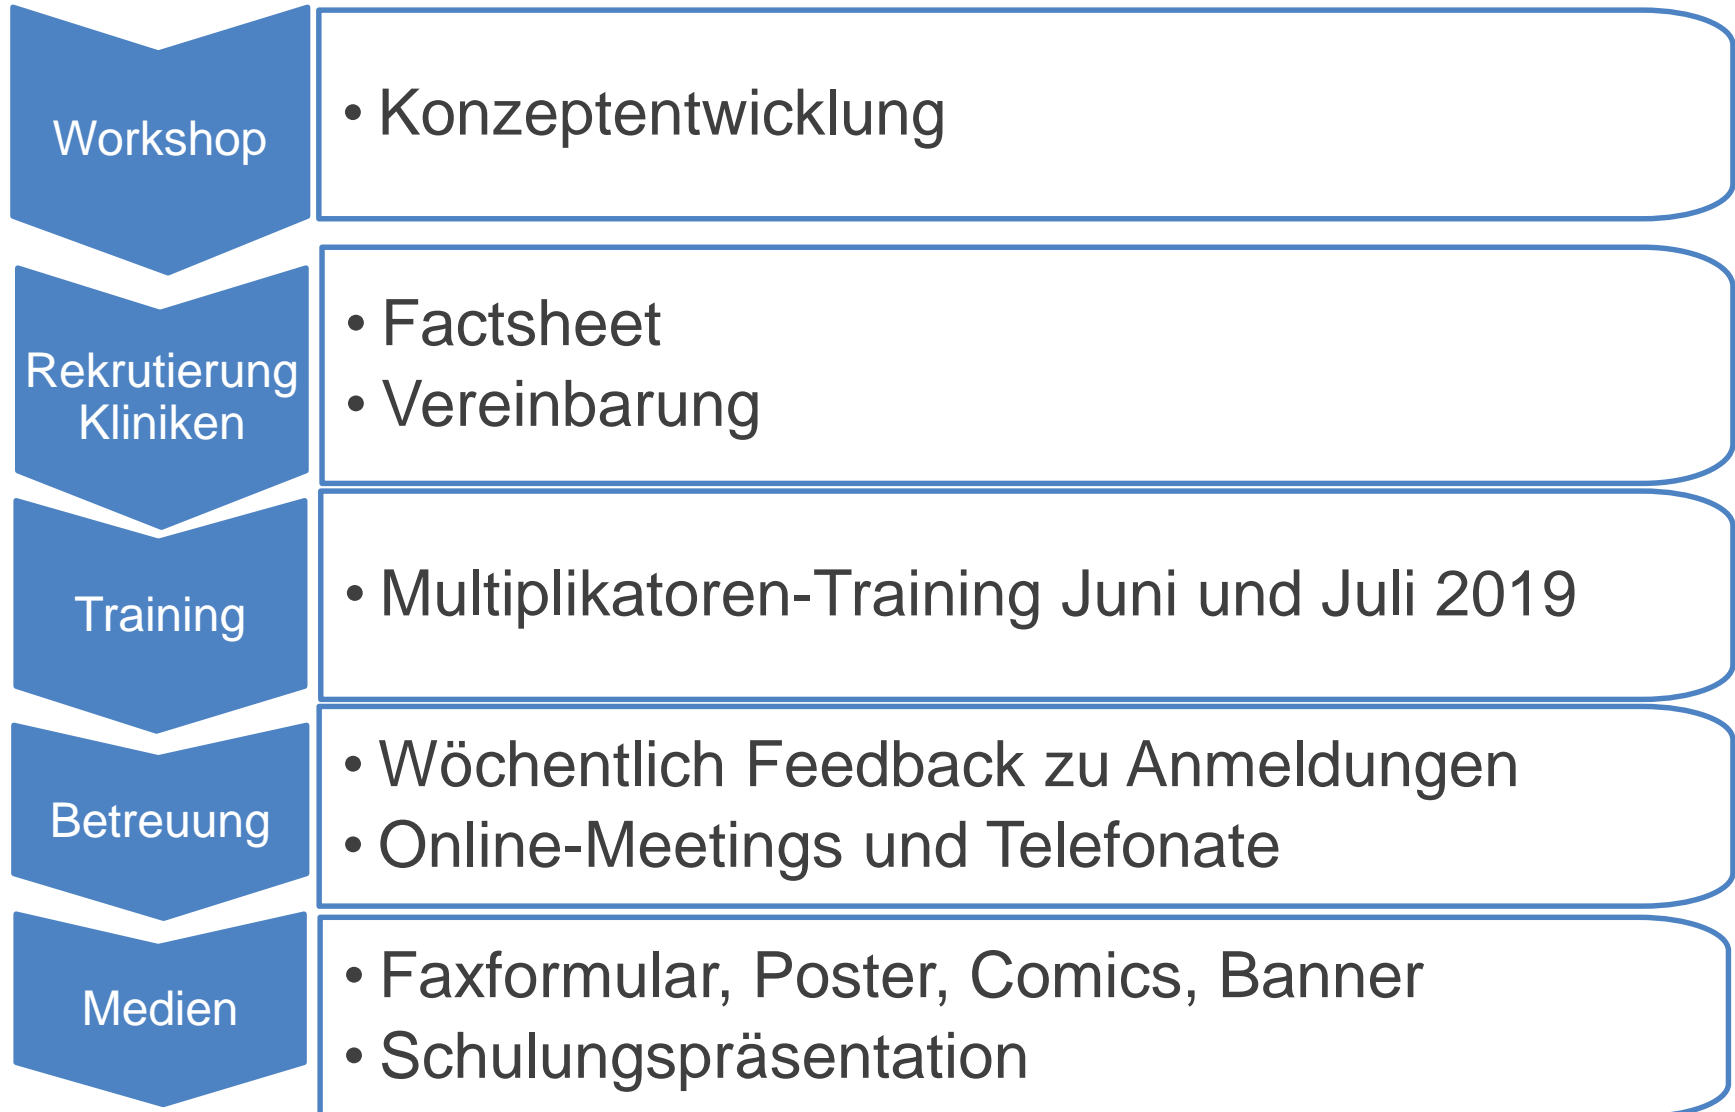 Workshop
• Konzeptentwicklung
Rekrutierung
Kliniken
• Factsheet
• Vereinbarung
Training
• Multiplikatoren-Training Juni und Juli 2019
Betreuung
• Wöchentlich Feedback zu Anmeldungen
• Online-Meetings und Telefonate
Medien
• Faxformular, Poster, Comics, Banner
• Schulungspräsentation